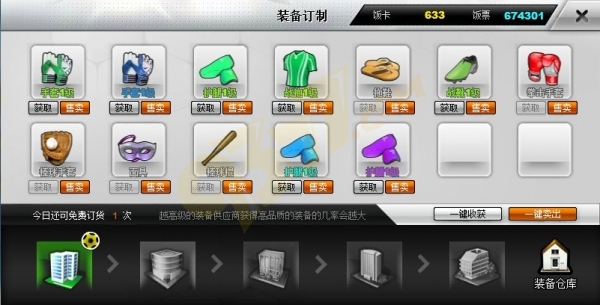 装备订制 饭卡 633 饭票 674301
手套1级 手套1级 护腿1级 战袍1级 拖鞋 战靴1级 拳击手套
获取 售卖 获取 售卖 获取 售卖 获取 售卖 获取 售卖 获取 售卖 获取 售卖
棒球手套 面具 棒球棍 护腿1级 护腿1级
获取 售卖 获取 售卖 获取 售卖 获取 售卖 获取 售卖
今日还可免费订货 1 次 越高级的装备供应商获得高品质的装备的几率会越大 一键收获 一键卖出
装备仓库